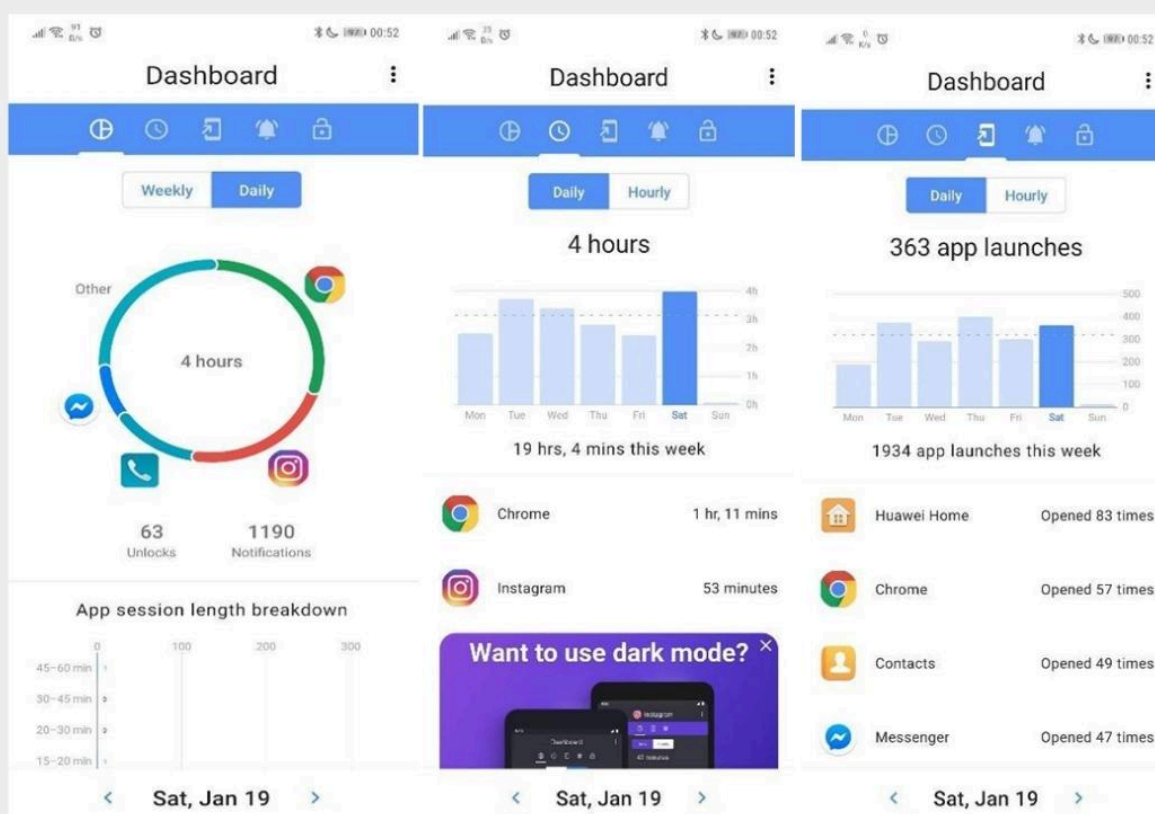 91
B/s
00:52
Dashboard
Weekly
Daily
Other
4 hours
63
1190
Unlocks
Notifications
App session length breakdown
0
100
200
300
45-60 min
30-45 min
20-30 min
15-20 min
Sat, Jan 19
00:52
Dashboard
Daily
Hourly
4 hours
4h
3h
2h
1h
0h
Mon
Tue
Wed
Thu
Fri
Sat
Sun
19 hrs, 4 mins this week
Chrome
1 hr, 11 mins
Instagram
53 minutes
Want to use dark mode?
Dashboard
Instagram
Sat, Jan 19
0
K/s
00:52
Dashboard
Daily
Hourly
363 app launches
500
400
300
200
100
0
Mon
Tue
Wed
Thu
Fri
Sat
Sun
1934 app launches this week
Huawei Home
Opened 83 times
Chrome
Opened 57 times
Contacts
Opened 49 times
Messenger
Opened 47 times
Sat, Jan 19